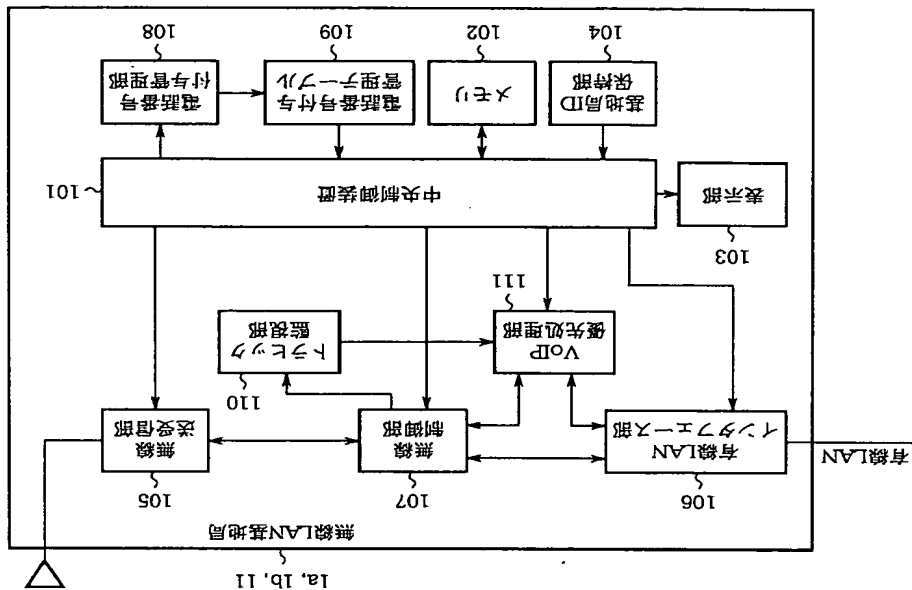 1a, 1b, 11
無線LAN基地局
有線LAN
106
有線LAN
インタフェース部
107
無線
制御部
105
無線
送受信部
110
トラヒック
監視部
VoIP
優先処理部
111
103
表示部
中央制御装置
101
基地局ID
保持部
104
メモリ
102
電話番号付与
管理テーブル
109
電話番号
付与管理部
108